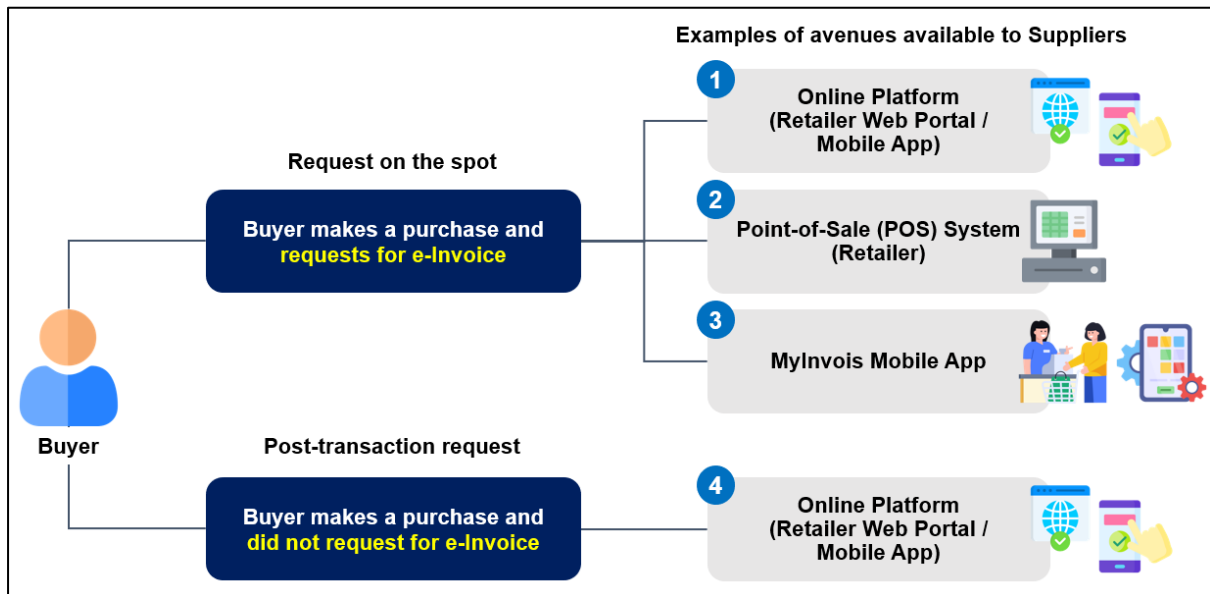 Examples of avenues available to Suppliers
Request on the spot
Buyer makes a purchase and
requests for e-Invoice
1
Online Platform
(Retailer Web Portal /
Mobile App)
2
Point-of-Sale (POS) System
(Retailer)
3
MyInvois Mobile App
Buyer
Post-transaction request
Buyer makes a purchase and
did not request for e-Invoice
4
Online Platform
(Retailer Web Portal /
Mobile App)